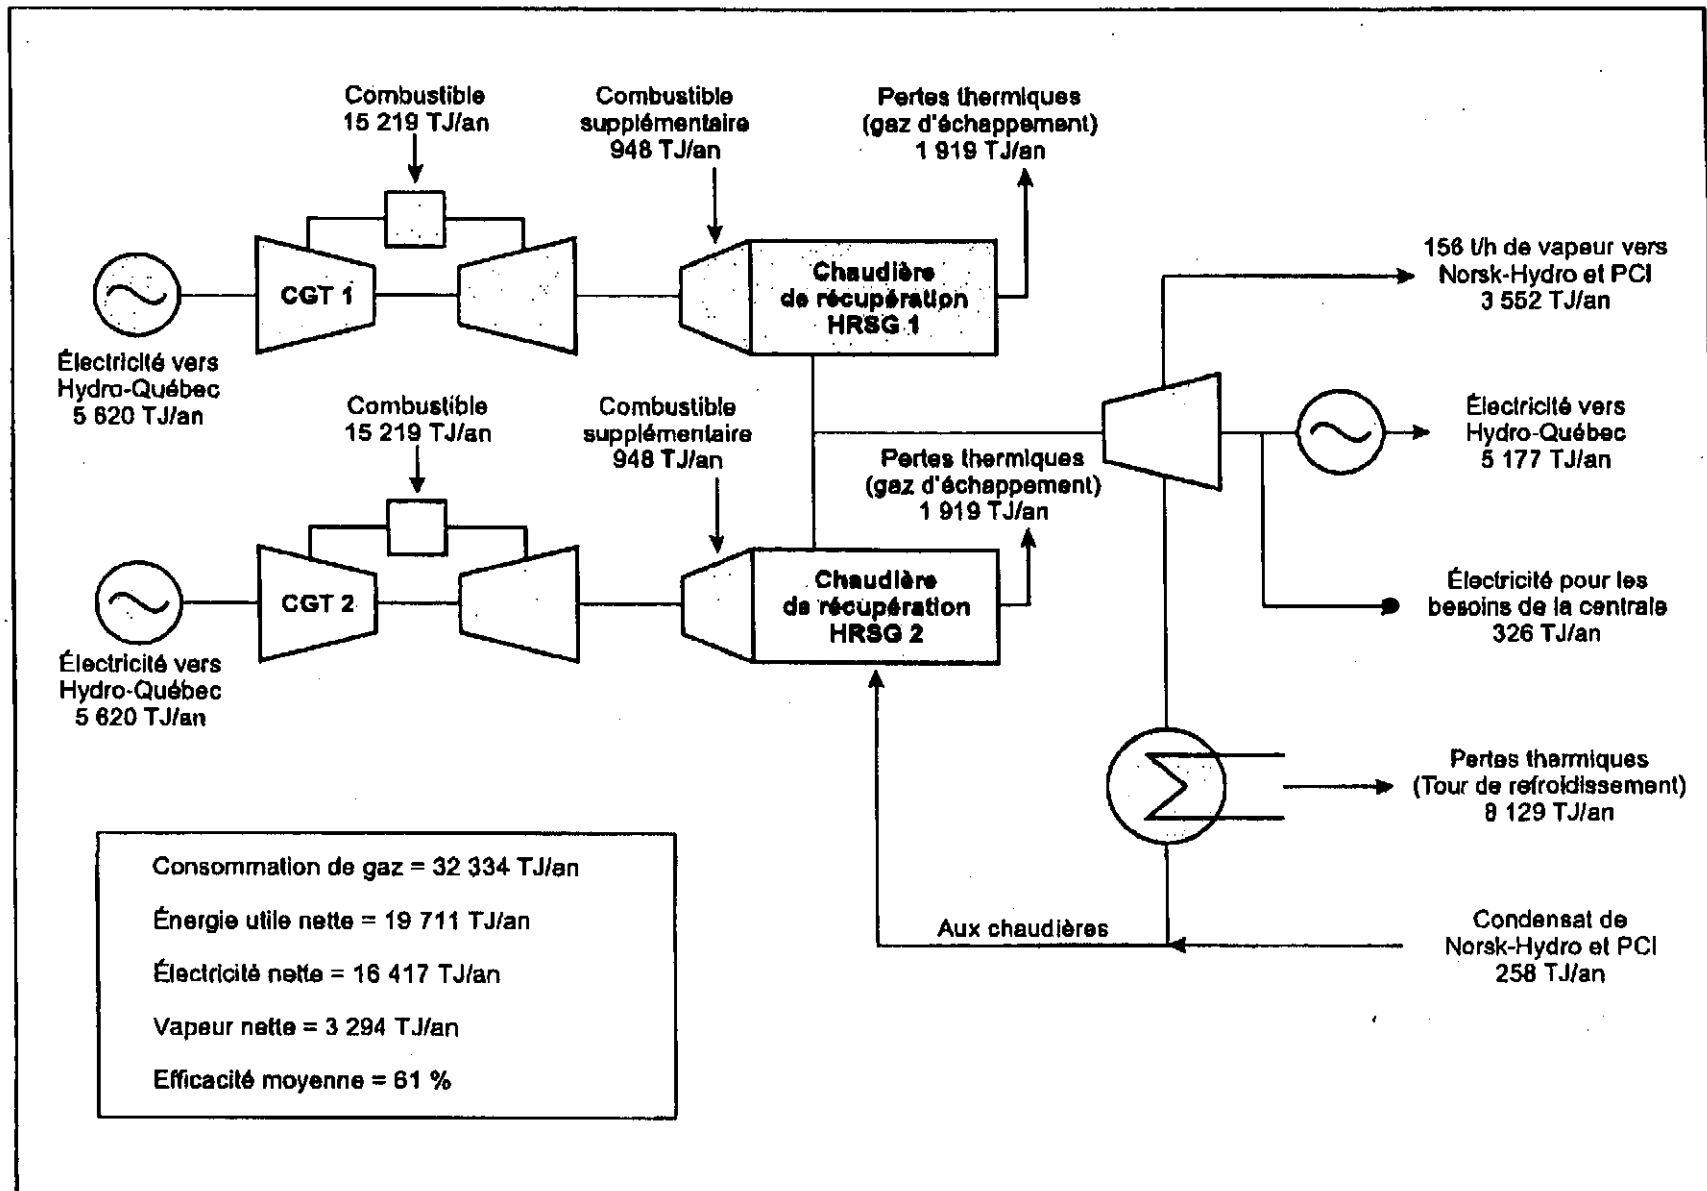 Combustible
15 219 TJ/an
Combustible
supplémentaire
948 TJ/an
Pertes thermiques
(gaz d'échappement)
1 919 TJ/an
CGT 1
Chaudière
de récupération
HRSG 1
156 t/h de vapeur vers
Norsk-Hydro et PCI
3 552 TJ/an
Électricité vers
Hydro-Québec
5 620 TJ/an
Combustible
15 219 TJ/an
Combustible
supplémentaire
948 TJ/an
Pertes thermiques
(gaz d'échappement)
1 919 TJ/an
Électricité vers
Hydro-Québec
5 177 TJ/an
CGT 2
Chaudière
de récupération
HRSG 2
Électricité pour les
besoins de la centrale
326 TJ/an
Électricité vers
Hydro-Québec
5 620 TJ/an
Pertes thermiques
(Tour de refroidissement)
8 129 TJ/an
Aux chaudières
Condensat de
Norsk-Hydro et PCI
258 TJ/an
Consommation de gaz = 32 334 TJ/an
Énergie utile nette = 19 711 TJ/an
Électricité nette = 16 417 TJ/an
Vapeur nette = 3 294 TJ/an
Efficacité moyenne = 61 %